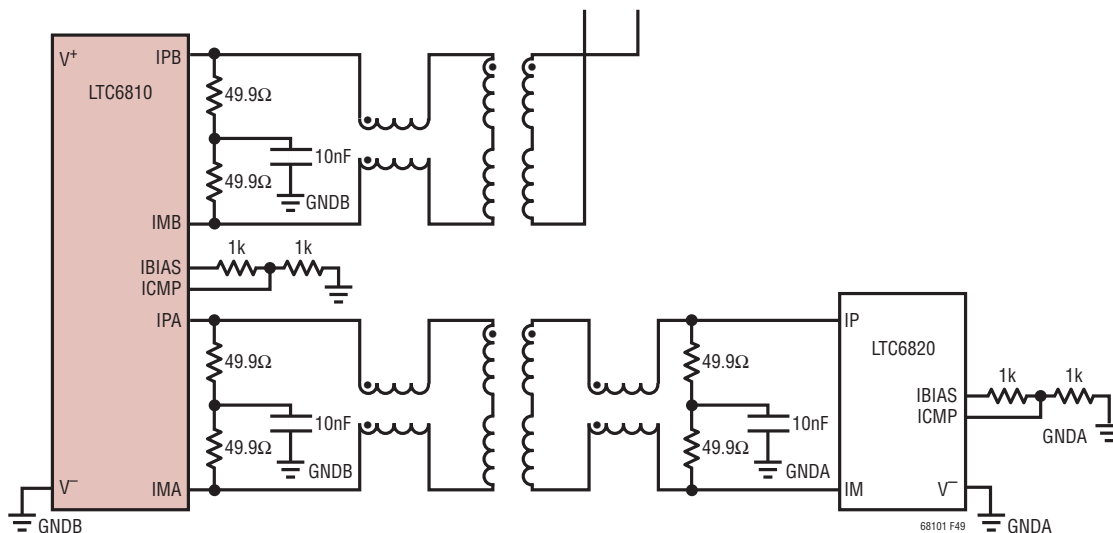 V+ IPB
LTC6810
49.9Ω
10nF
49.9Ω
GNDB
IMB
1k 1k
IBIAS
ICMP
IPA IP
LTC6820
49.9Ω 49.9Ω
1k 1k
IBIAS
10nF 10nF
ICMP
49.9Ω 49.9Ω
GNDB GNDA
GNDA
V– IMA IM V–
GNDB
68101 F49
GNDA